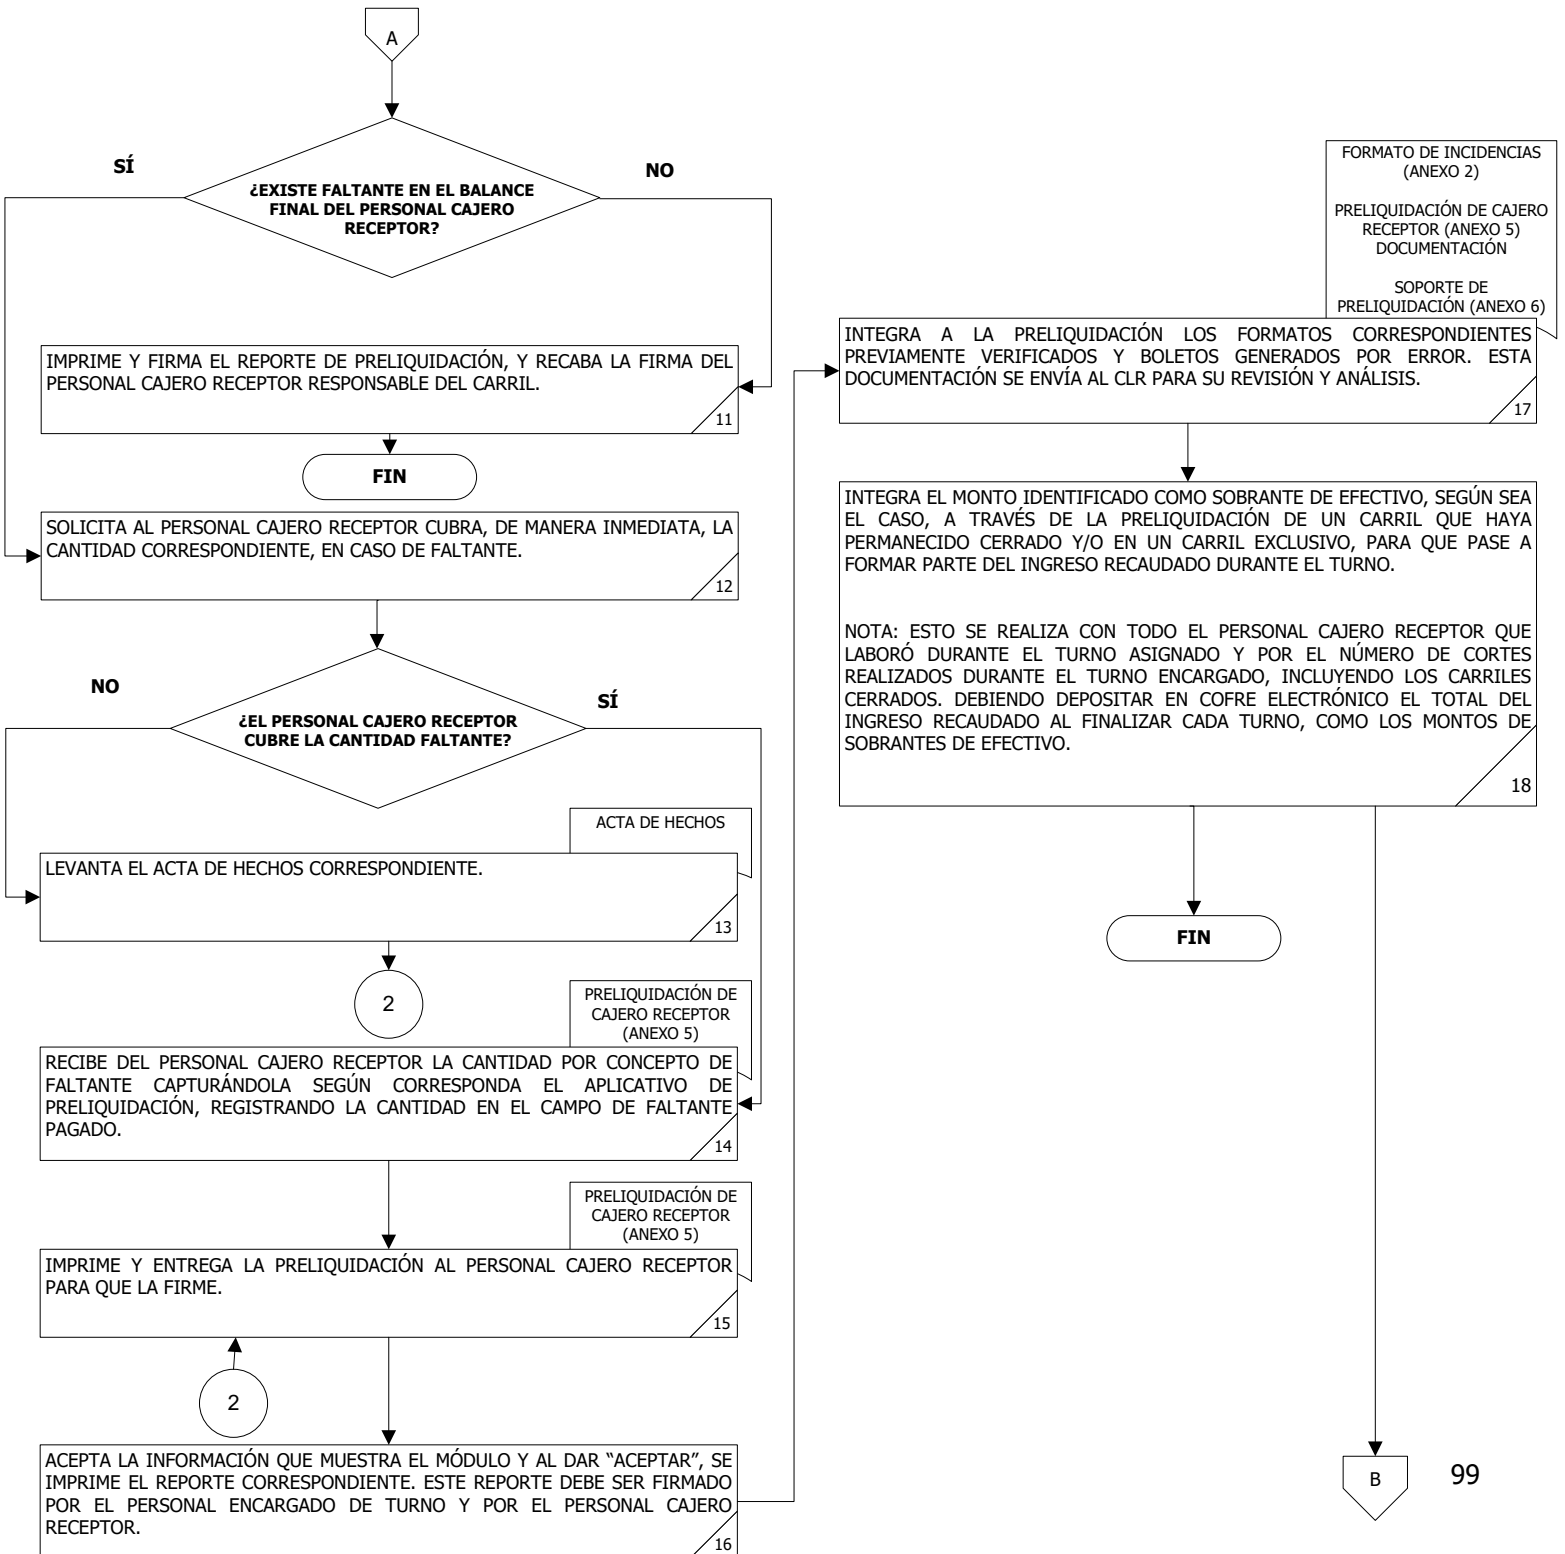 A
SÍ
NO
¿EXISTE FALTANTE EN EL BALANCE
FINAL DEL PERSONAL CAJERO
RECEPTOR?
IMPRIME Y FIRMA EL REPORTE DE PRELIQUIDACIÓN, Y RECABA LA FIRMA DEL
PERSONAL CAJERO RECEPTOR RESPONSABLE DEL CARRIL.
11
FIN
SOLICITA AL PERSONAL CAJERO RECEPTOR CUBRA, DE MANERA INMEDIATA, LA
CANTIDAD CORRESPONDIENTE, EN CASO DE FALTANTE.
12
NO
SÍ
¿EL PERSONAL CAJERO RECEPTOR
CUBRE LA CANTIDAD FALTANTE?
ACTA DE HECHOS
LEVANTA EL ACTA DE HECHOS CORRESPONDIENTE.
13
2
PRELIQUIDACIÓN DE
CAJERO RECEPTOR
(ANEXO 5)
RECIBE DEL PERSONAL CAJERO RECEPTOR LA CANTIDAD POR CONCEPTO DE
FALTANTE CAPTURÁNDOLA SEGÚN CORRESPONDA EL APLICATIVO DE
PRELIQUIDACIÓN, REGISTRANDO LA CANTIDAD EN EL CAMPO DE FALTANTE
PAGADO.
14
PRELIQUIDACIÓN DE
CAJERO RECEPTOR
(ANEXO 5)
IMPRIME Y ENTREGA LA PRELIQUIDACIÓN AL PERSONAL CAJERO RECEPTOR
PARA QUE LA FIRME.
15
2
ACEPTA LA INFORMACIÓN QUE MUESTRA EL MÓDULO Y AL DAR “ACEPTAR”, SE
IMPRIME EL REPORTE CORRESPONDIENTE. ESTE REPORTE DEBE SER FIRMADO
POR EL PERSONAL ENCARGADO DE TURNO Y POR EL PERSONAL CAJERO
RECEPTOR.
16
FORMATO DE INCIDENCIAS
(ANEXO 2)
PRELIQUIDACIÓN DE CAJERO
RECEPTOR (ANEXO 5)
DOCUMENTACIÓN
SOPORTE DE
PRELIQUIDACIÓN (ANEXO 6)
INTEGRA A LA PRELIQUIDACIÓN LOS FORMATOS CORRESPONDIENTES
PREVIAMENTE VERIFICADOS Y BOLETOS GENERADOS POR ERROR. ESTA
DOCUMENTACIÓN SE ENVÍA AL CLR PARA SU REVISIÓN Y ANÁLISIS.
17
INTEGRA EL MONTO IDENTIFICADO COMO SOBRANTE DE EFECTIVO, SEGÚN SEA
EL CASO, A TRAVÉS DE LA PRELIQUIDACIÓN DE UN CARRIL QUE HAYA
PERMANECIDO CERRADO Y/O EN UN CARRIL EXCLUSIVO, PARA QUE PASE A
FORMAR PARTE DEL INGRESO RECAUDADO DURANTE EL TURNO.
NOTA: ESTO SE REALIZA CON TODO EL PERSONAL CAJERO RECEPTOR QUE
LABORÓ DURANTE EL TURNO ASIGNADO Y POR EL NÚMERO DE CORTES
REALIZADOS DURANTE EL TURNO ENCARGADO, INCLUYENDO LOS CARRILES
CERRADOS. DEBIENDO DEPOSITAR EN COFRE ELECTRÓNICO EL TOTAL DEL
INGRESO RECAUDADO AL FINALIZAR CADA TURNO, COMO LOS MONTOS DE
SOBRANTES DE EFECTIVO.
18
FIN
B
99